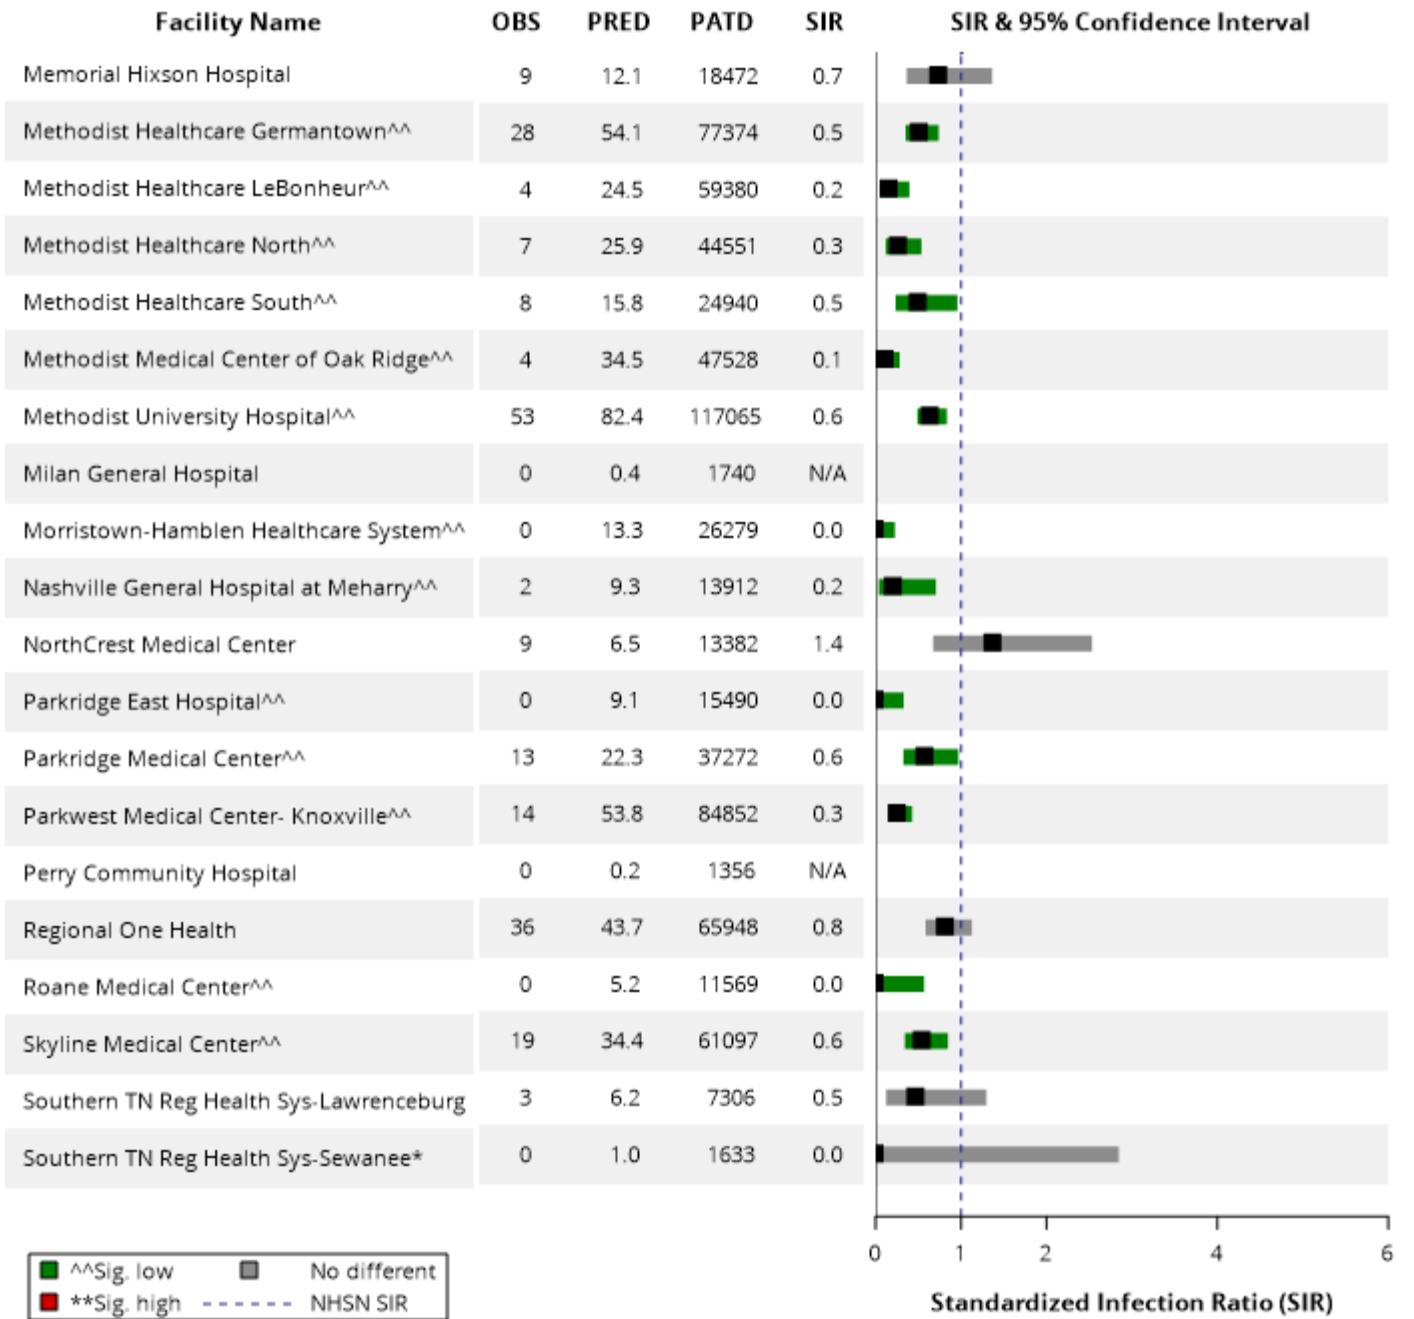 Facility Name OBS PRED PATD SIR SIR & 95% Confidence Interval
Memorial Hixson Hospital 9 12.1 18472 0.7
Methodist Healthcare Germantown^^ 28 54.1 77374 0.5
Methodist Healthcare LeBonheur^^ 4 24.5 59380 0.2
Methodist Healthcare North^^ 7 25.9 44551 0.3
Methodist Healthcare South^^ 8 15.8 24940 0.5
Methodist Medical Center of Oak Ridge^^ 4 34.5 47528 0.1
Methodist University Hospital^^ 53 82.4 117065 0.6
Milan General Hospital 0 0.4 1740 N/A
Morristown-Hamblen Healthcare System^^ 0 13.3 26279 0.0
Nashville General Hospital at Meharry^^ 2 9.3 13912 0.2
NorthCrest Medical Center 9 6.5 13382 1.4
Parkridge East Hospital^^ 0 9.1 15490 0.0
Parkridge Medical Center^^ 13 22.3 37272 0.6
Parkwest Medical Center- Knoxville^^ 14 53.8 84852 0.3
Perry Community Hospital 0 0.2 1356 N/A
Regional One Health 36 43.7 65948 0.8
Roane Medical Center^^ 0 5.2 11569 0.0
Skyline Medical Center^^ 19 34.4 61097 0.6
Southern TN Reg Health Sys-Lawrenceburg 3 6.2 7306 0.5
Southern TN Reg Health Sys-Sewanee* 0 1.0 1633 0.0
0 1 2 4 6
Standardized Infection Ratio (SIR)
^^Sig. low No different
**Sig. high NHSN SIR